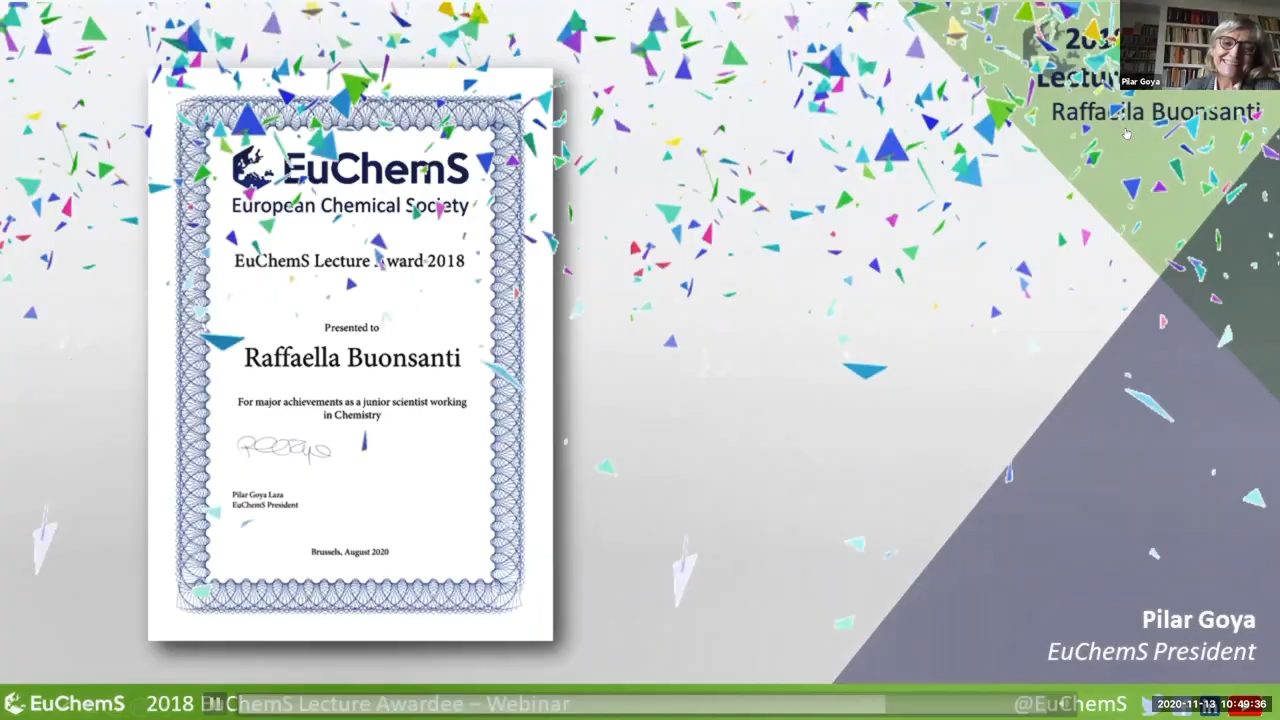 EuChemS
European Chemical Society
EuChemS Lecture Award 2018
Presented to
Raffaella Buonsanti
For major achievements as a junior scientist working
in Chemistry
Pilar Goya Laza
EuChemS President
Brussels, August 2020
Pilar Goya
Raffaella Buonsanti
Pilar Goya
EuChemS President
EuChemS 2018 EuChemS Lecture Awardee – Webinar @EuChemS
2020-11-13 10:49:36